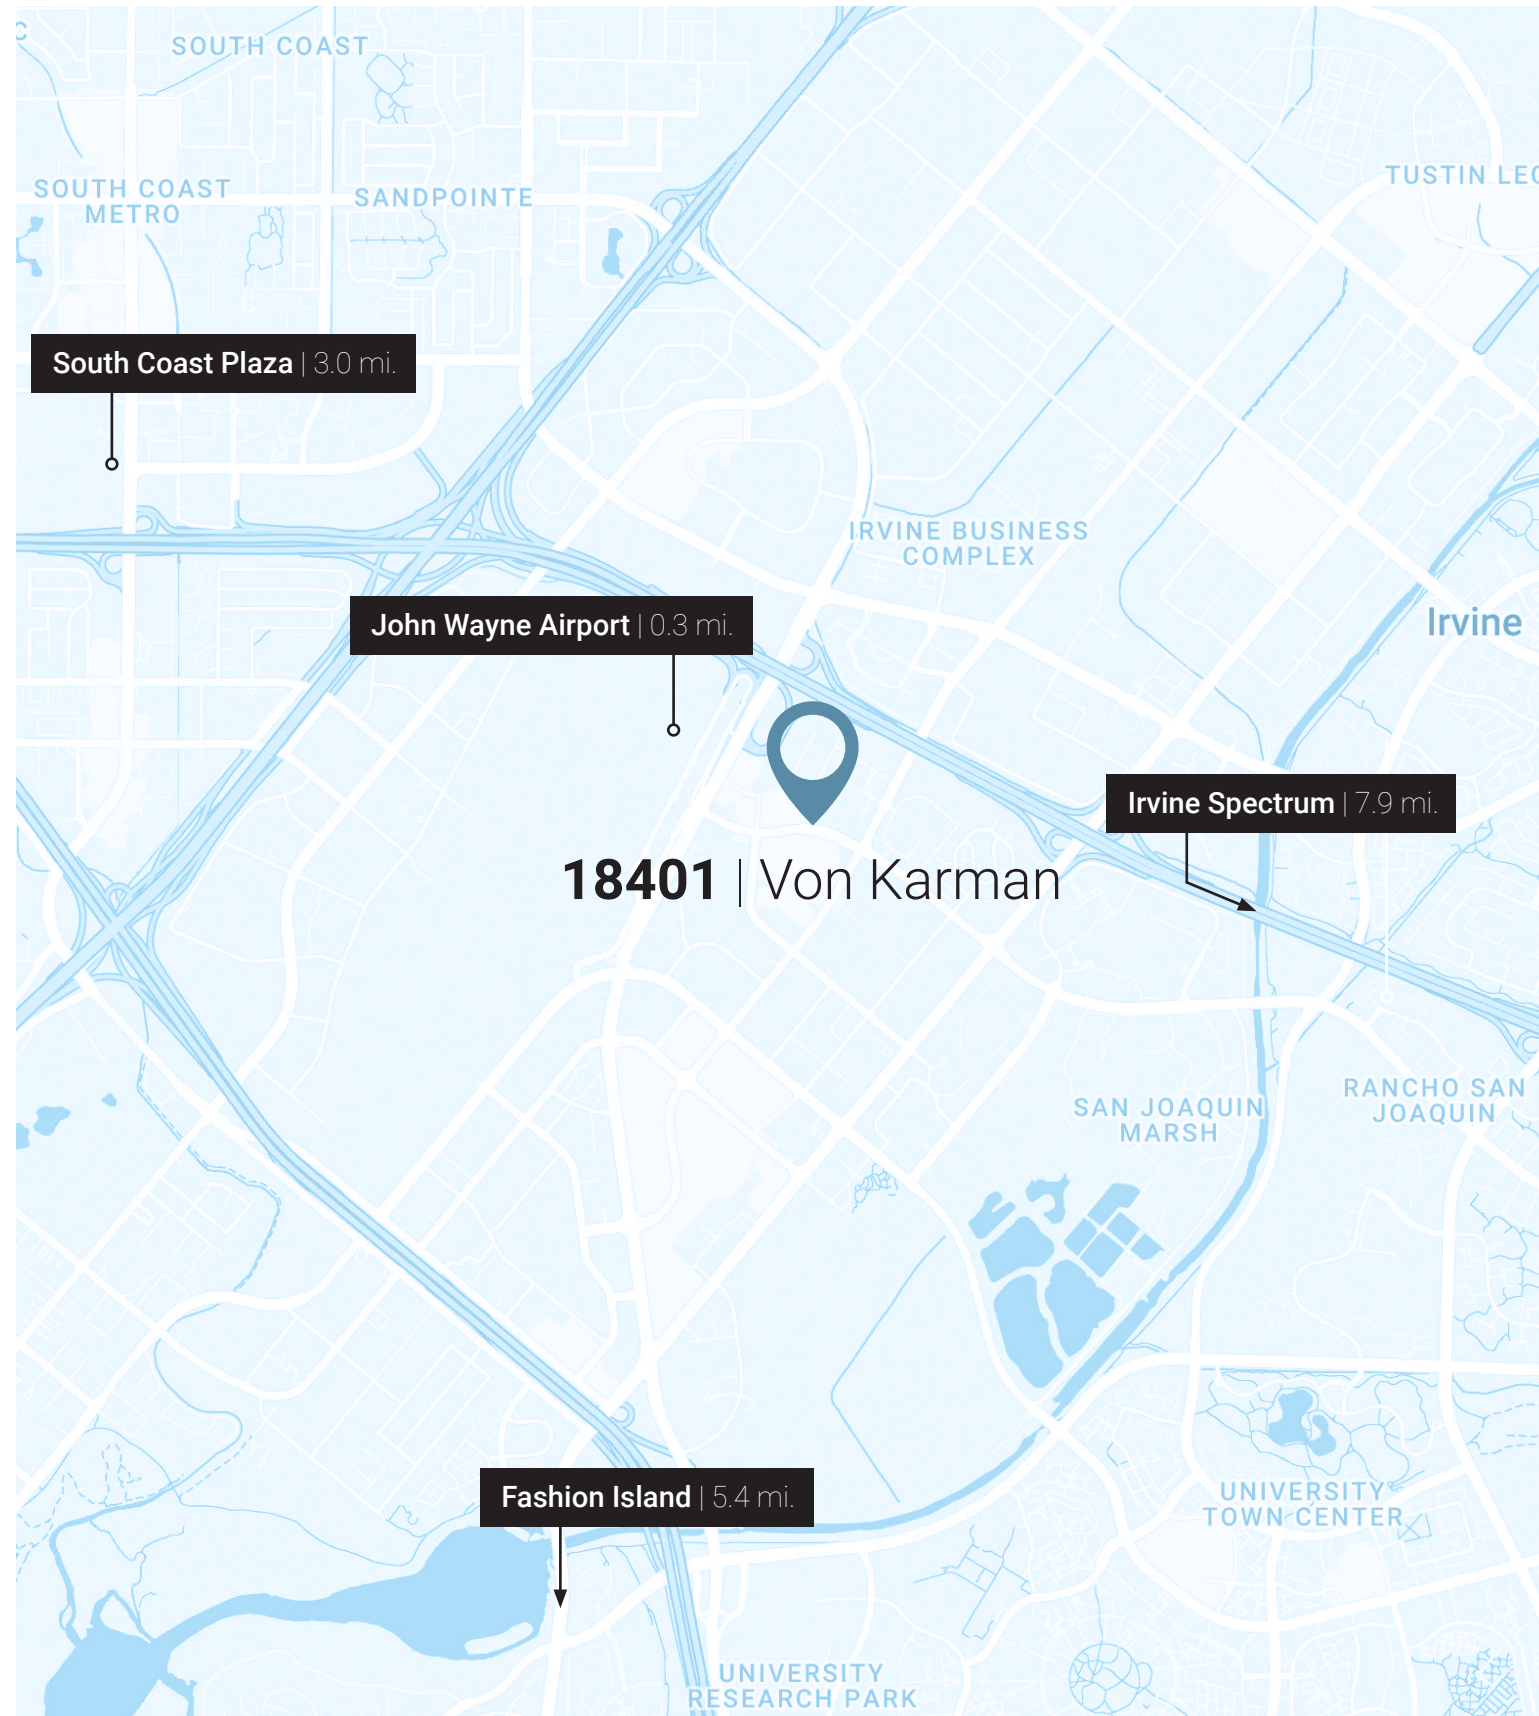 SOUTH COAST
SOUTH COAST
METRO
SANDPOINTE
South Coast Plaza | 3.0 mi.
IRVINE BUSINESS
COMPLEX
John Wayne Airport | 0.3 mi.
Irvine
Irvine Spectrum | 7.9 mi.
18401 | Von Karman
SAN JOAQUIN
MARSH
RANCHO SAN
JOAQUIN
Fashion Island | 5.4 mi.
UNIVERSITY
TOWN CENTER
UNIVERSITY
RESEARCH PARK
TUSTIN LEG